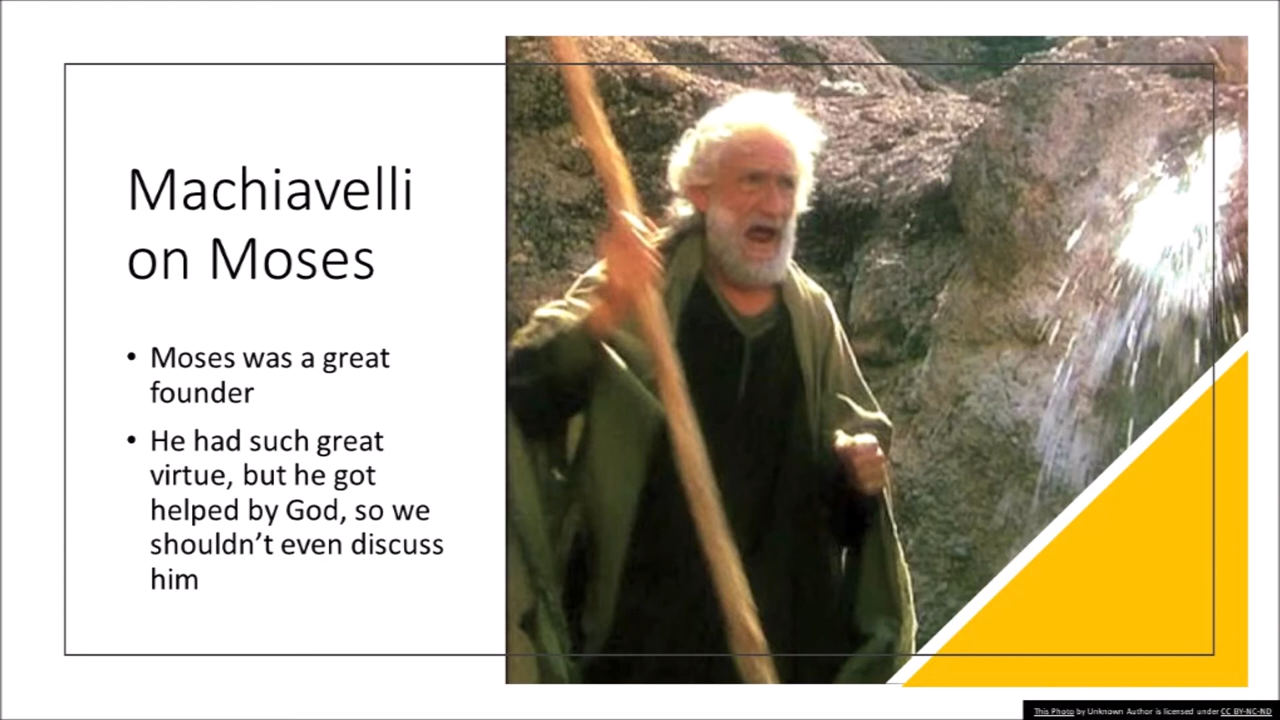 Machiavelli
on Moses
• Moses was a great
founder
• He had such great
virtue, but he got
helped by God, so we
shouldn’t even discuss
him
This Photo by Unknown Author is licensed under CC BY-NC-ND